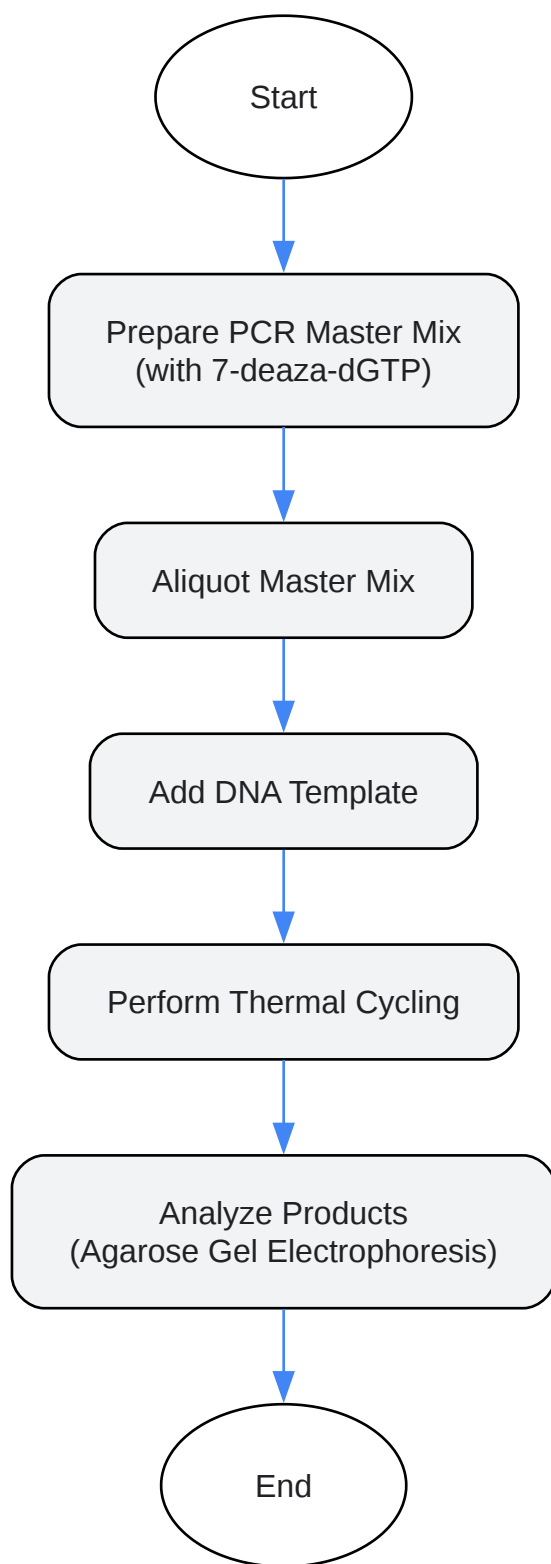 Start
Prepare PCR Master Mix
(with 7-deaza-dGTP)
Aliquot Master Mix
Add DNA Template
Perform Thermal Cycling
Analyze Products
(Agarose Gel Electrophoresis)
End